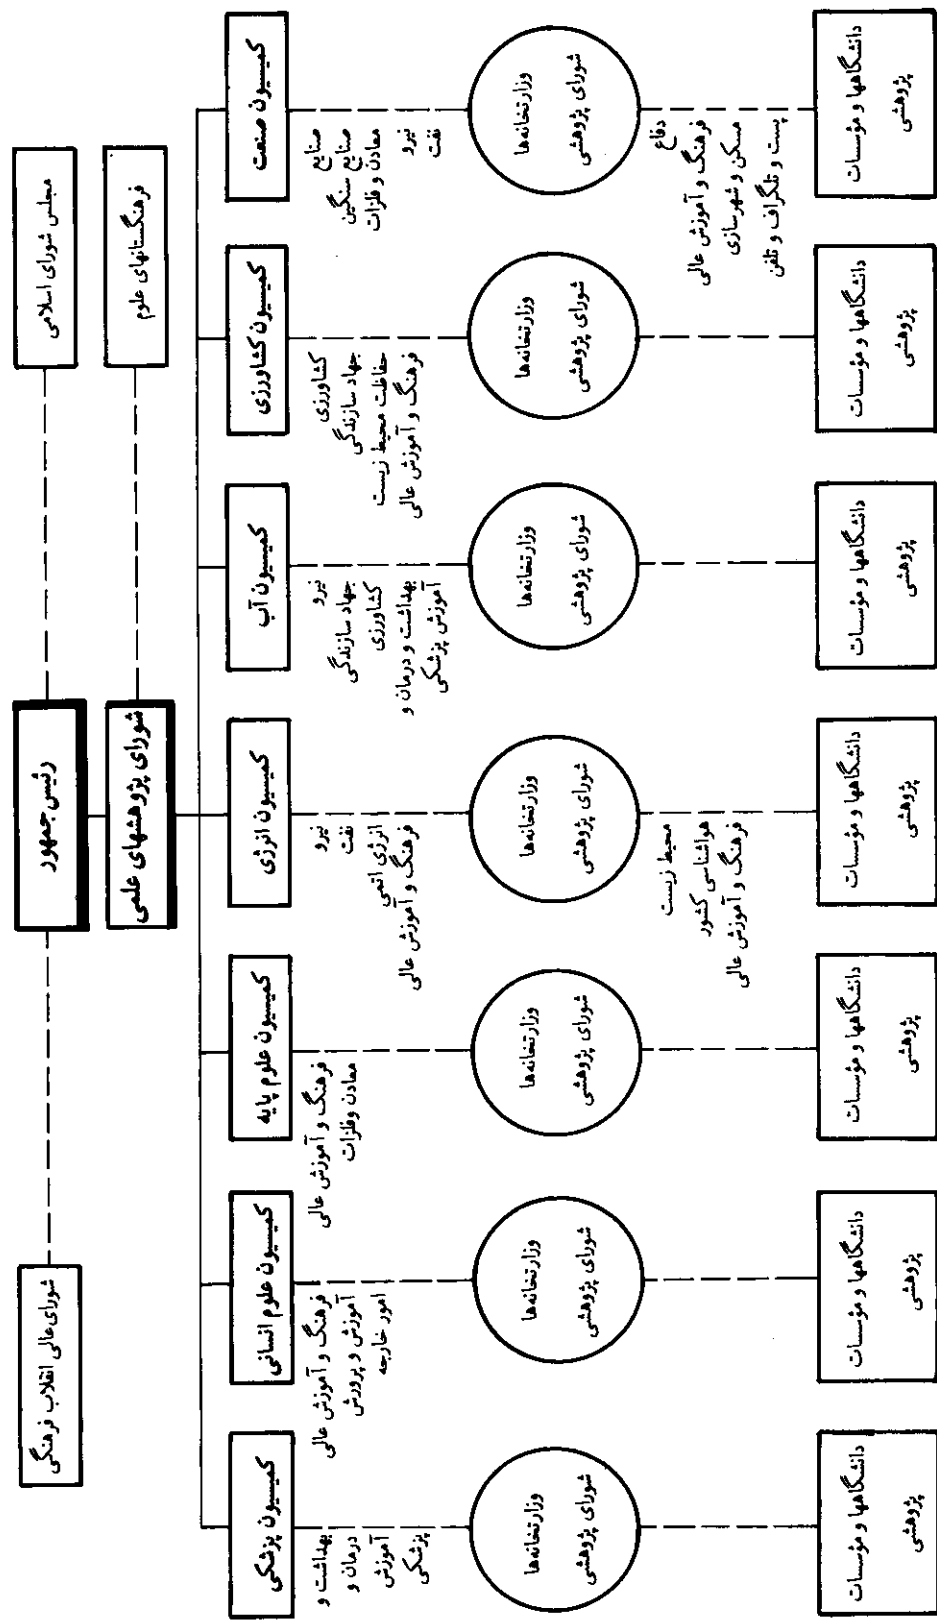 مجلس شورای اسلامی
رئیس جمهور
شورای عالی انقلاب فرهنگی
فرهنگستانهای علوم
شورای پژوهشهای علمی
کمیسیون صنعت
کمیسیون کشاورزی
کمیسیون آب
کمیسیون انرژی
کمیسیون علوم پایه
کمیسیون علوم انسانی
کمیسیون پزشکی
صنایع
صنایع سنگین
معادن و فلزات
نیرو
نفت
کشاورزی
جهاد سازندگی
حفاظت محیط زیست
فرهنگ و آموزش عالی
نیرو
جهاد سازندگی
کشاورزی
بهداشت و درمان و
آموزش پزشکی
نیرو
نفت
انرژی اتمی
فرهنگ و آموزش عالی
فرهنگ و آموزش عالی
معادن وفلزات
فرهنگ و آموزش عالی
آموزش و پرورش
امور خارجه
بهداشت و
درمان و
آموزش
پزشکی
وزارتخانه‌ها
شورای پژوهشی
وزارتخانه‌ها
شورای پژوهشی
وزارتخانه‌ها
شورای پژوهشی
وزارتخانه‌ها
شورای پژوهشی
وزارتخانه‌ها
شورای پژوهشی
وزارتخانه‌ها
شورای پژوهشی
وزارتخانه‌ها
شورای پژوهشی
دفاع
فرهنگ و آموزش عالی
مسکن و شهرسازی
پست و تلگراف و تلفن
محیط زیست
هواشناسی کشور
فرهنگ و آموزش عالی
دانشگاهها و مؤسسات
پژوهشی
دانشگاهها و مؤسسات
پژوهشی
دانشگاهها و مؤسسات
پژوهشی
دانشگاهها و مؤسسات
پژوهشی
دانشگاهها و مؤسسات
پژوهشی
دانشگاهها و مؤسسات
پژوهشی
دانشگاهها و مؤسسات
پژوهشی